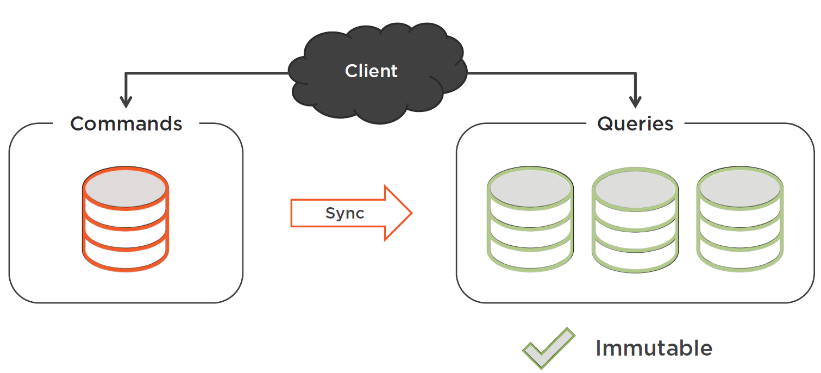 Client
Commands
Queries
Sync
Immutable